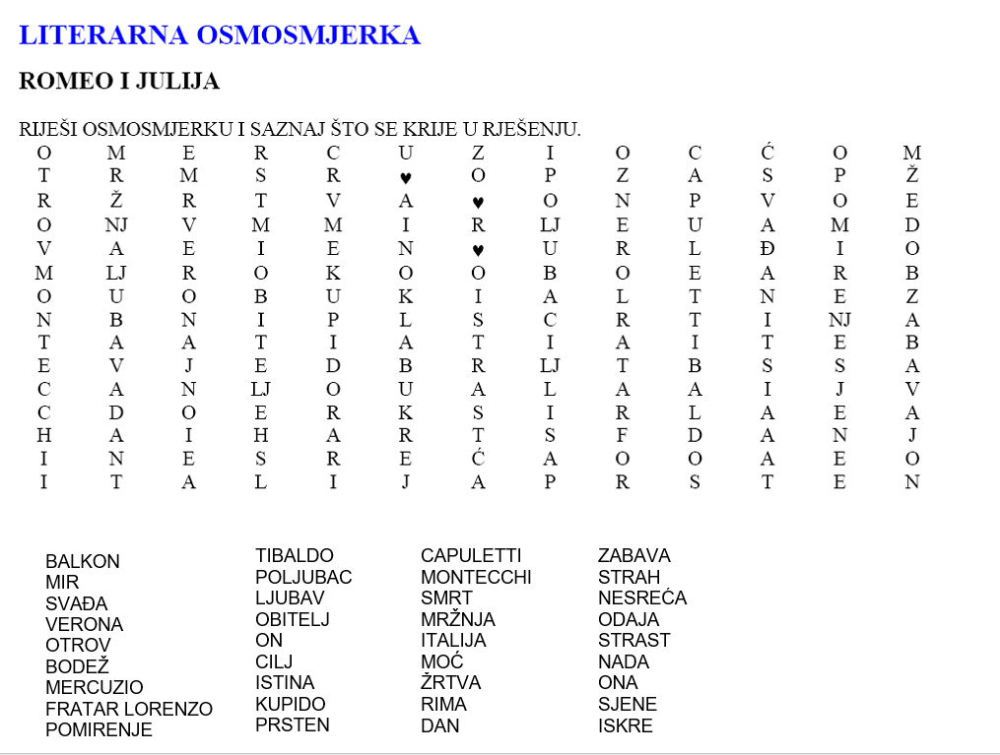 LITERARNA OSMOSMJERKA
ROMEO I JULIJA
RIJEŠI OSMOSMJERKU I SAZNAJ ŠTO SE KRIJE U RJEŠENJU.
O M E R C U Z I O C Ć O M
T R M S R ♥ O P Z A S P Ž
R Ž R T V A ♥ O N P V O E
O NJ V M M I R LJ E U A M D
V A E I E N ♥ U R L Đ I O
M LJ R O K O O B O E A R B
O U O B U K I A L T N E Z
N B N I P L S C R T I NJ A
T A A T I A T I A I T E B
E V J E D B R LJ T B S S A
C A N LJ O U A L A A I J V
C D O E R K S I R L A E A
H A I H A R T S F D A N J
I N E S R E Ć A O O A E O
I T A L I J A P R S T E N
BALKON
MIR
SVAĐA
VERONA
OTROV
BODEŽ
MERCUZIO
FRATAR LORENZO
POMIRENJE
TIBALDO
POLJUBAC
LJUBAV
OBITELJ
ON
CILJ
ISTINA
KUPIDO
PRSTEN
CAPULETTI
MONTECCHI
SMRT
MRŽNJA
ITALIJA
MOĆ
ŽRTVA
RIMA
DAN
ZABAVA
STRAH
NESREĆA
ODAJA
STRAST
NADA
ONA
SJENE
ISKRE